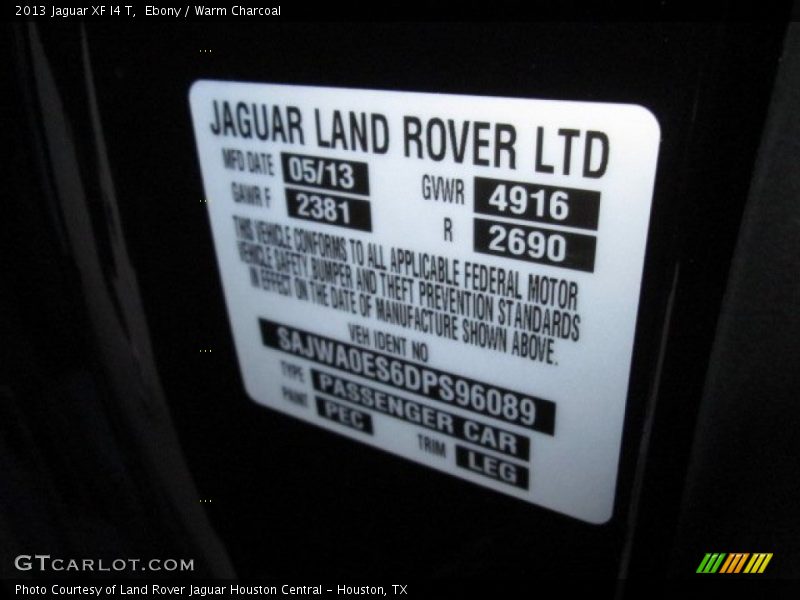 2013 Jaguar XF I4 T,  Ebony / Warm Charcoal
JAGUAR LAND ROVER LTD
MFD DATE 05/13 GVWR 4916
GAWR F 2381 R 2690
THIS VEHICLE CONFORMS TO ALL APPLICABLE FEDERAL MOTOR
VEHICLE SAFETY, BUMPER AND THEFT PREVENTION STANDARDS
IN EFFECT ON THE DATE OF MANUFACTURE SHOWN ABOVE.
VEH IDENT NO
SAJWA0ES6DPS96089
TYPE PASSENGER CAR
PAINT PEC TRIM LEG
GTCARLOT.COM
Photo Courtesy of Land Rover Jaguar Houston Central - Houston, TX